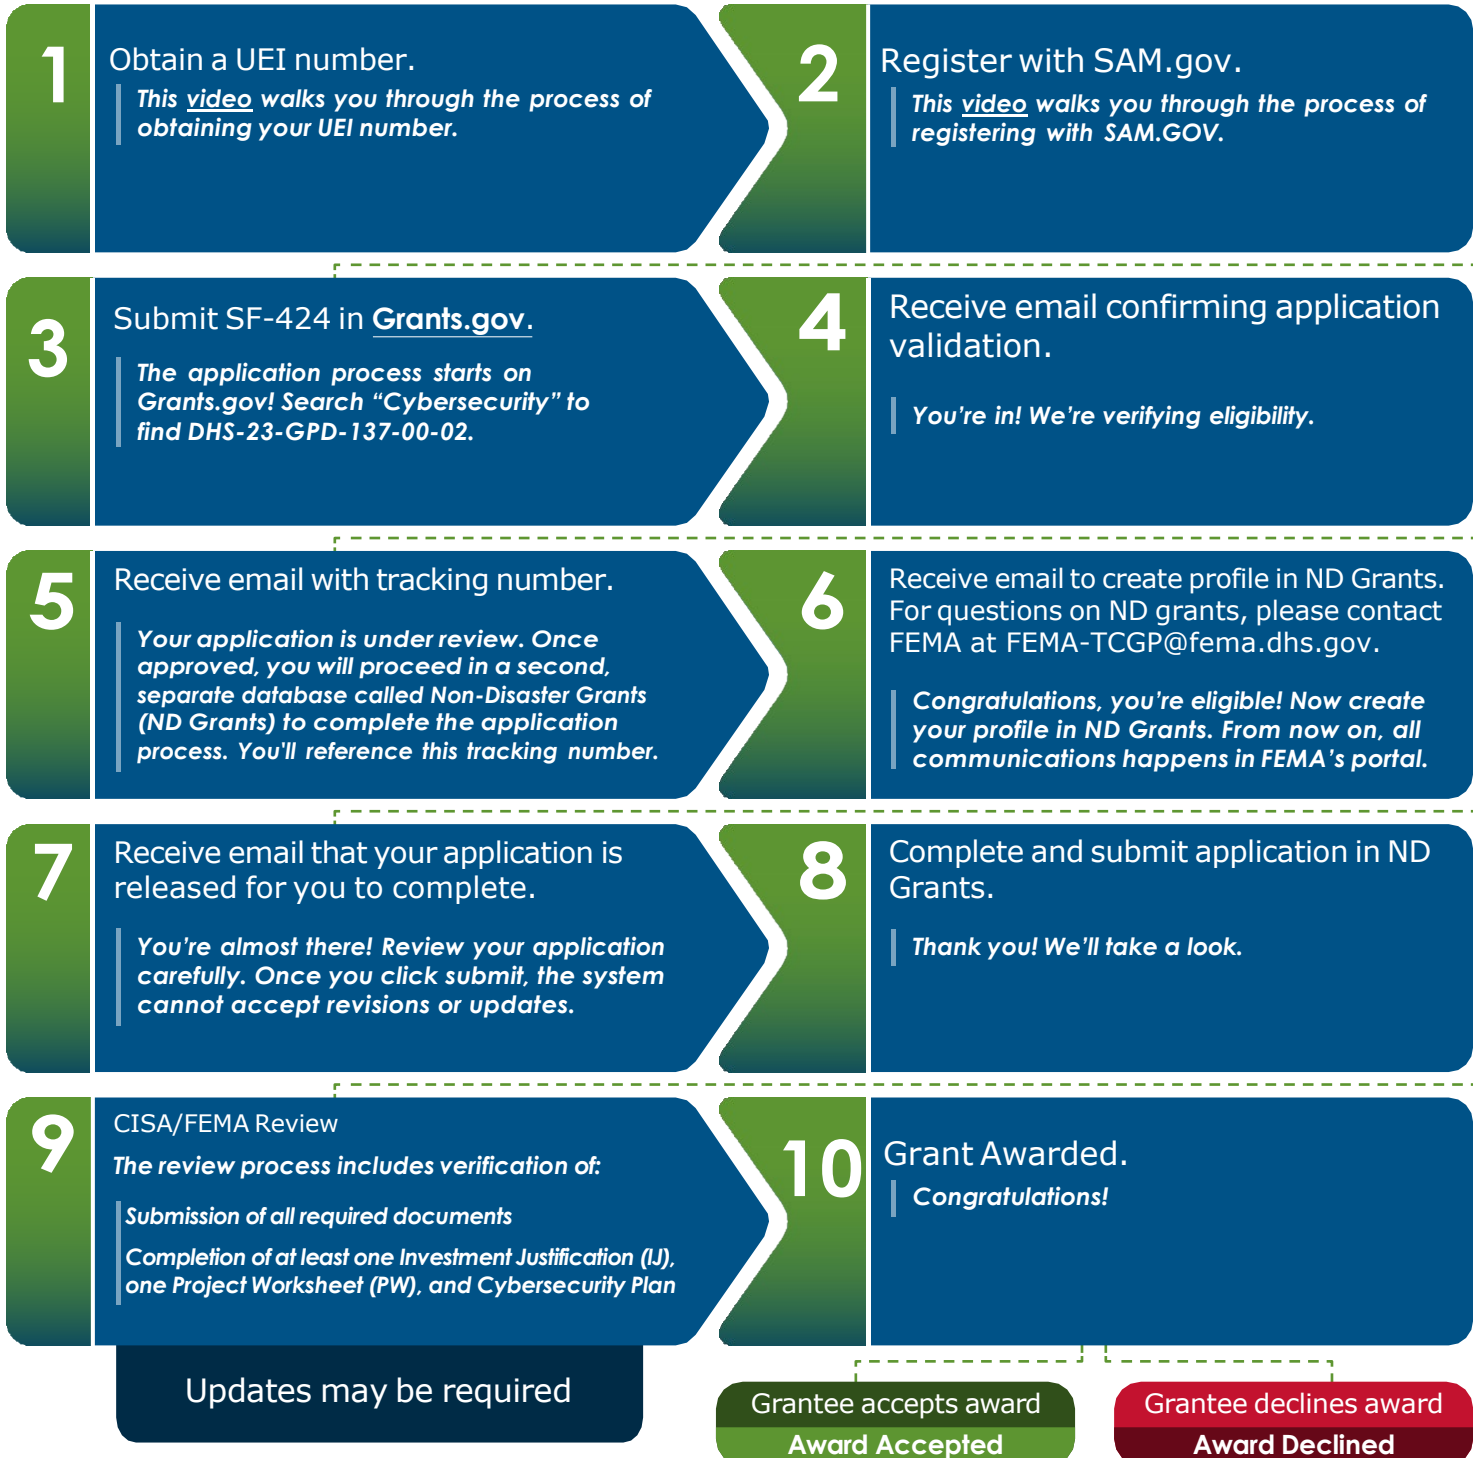 1
Obtain a UEI number.
This video walks you through the process of
obtaining your UEI number.
2
Register with SAM.gov.
This video walks you through the process of
registering with SAM.GOV.
3
Submit SF-424 in Grants.gov.
The application process starts on
Grants.gov! Search “Cybersecurity” to
find DHS-23-GPD-137-00-02.
4
Receive email confirming application
validation.
You’re in! We’re verifying eligibility.
5
Receive email with tracking number.
Your application is under review. Once
approved, you will proceed in a second,
separate database called Non-Disaster Grants
(ND Grants) to complete the application
process. You'll reference this tracking number.
6
Receive email to create profile in ND Grants.
For questions on ND grants, please contact
FEMA at FEMA-TCGP@fema.dhs.gov.
Congratulations, you’re eligible! Now create
your profile in ND Grants. From now on, all
communications happens in FEMA’s portal.
7
Receive email that your application is
released for you to complete.
You’re almost there! Review your application
carefully. Once you click submit, the system
cannot accept revisions or updates.
8
Complete and submit application in ND
Grants.
Thank you! We’ll take a look.
9
CISA/FEMA Review
The review process includes verification of:
Submission of all required documents
Completion of at least one Investment Justification (IJ),
one Project Worksheet (PW), and Cybersecurity Plan
Updates may be required
10
Grant Awarded.
Congratulations!
Grantee accepts award
Award Accepted
Grantee declines award
Award Declined